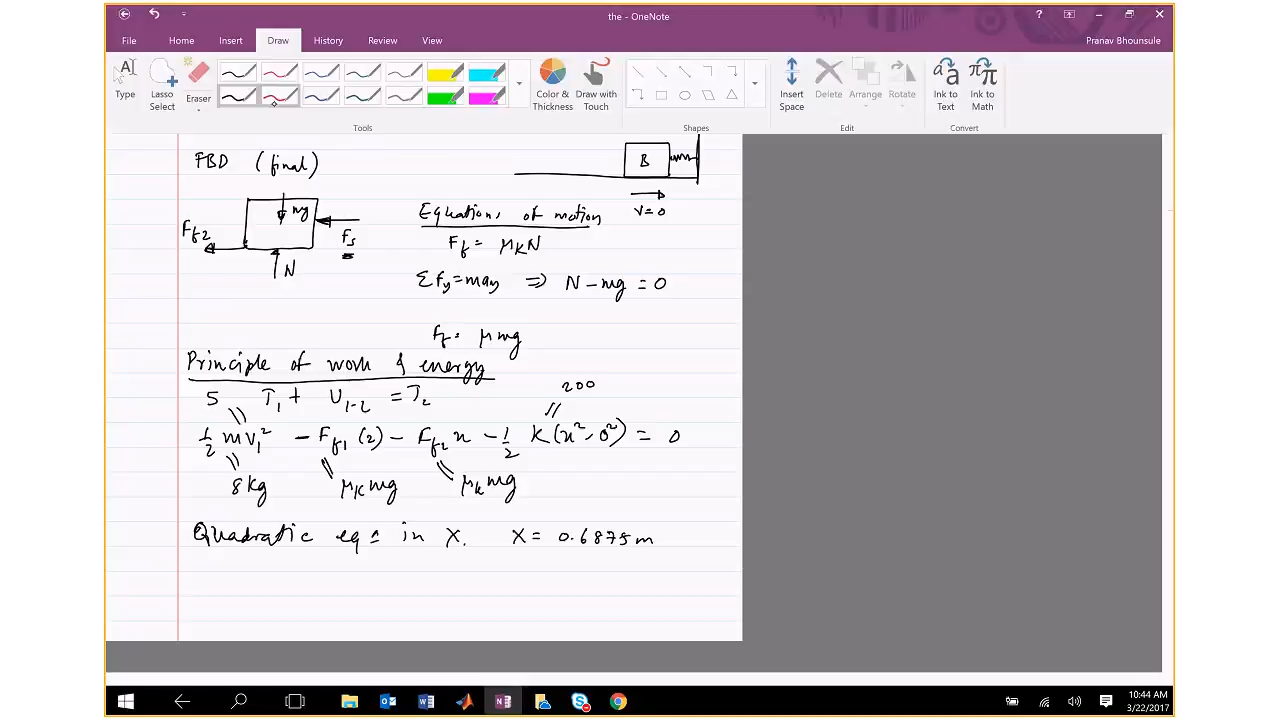 the - OneNote
File Home Insert Draw History Review View
Pranav Bhounsule
Type
Lasso Select
Eraser
Color & Thickness
Draw with Touch
Insert Space
Delete
Arrange
Rotate
Ink to Text
Ink to Math
Tools
Shapes
Edit
Convert
FBD (final)
B
V=0
mg
Ff2
Fs
N
Equations of motion
Ff = μKN
ΣFy=may ⇒ N - mg = 0
Ff = μmg
Principle of work & energy
5 T1 + U1-2 = T2
200
1/2 mv1² - Ff1 (2) - Ff2 x - 1/2 K(x² - 0²) = 0
8kg μKmg μKmg
Quadratic eqn in X. X = 0.6875m
10:44 AM
3/22/2017